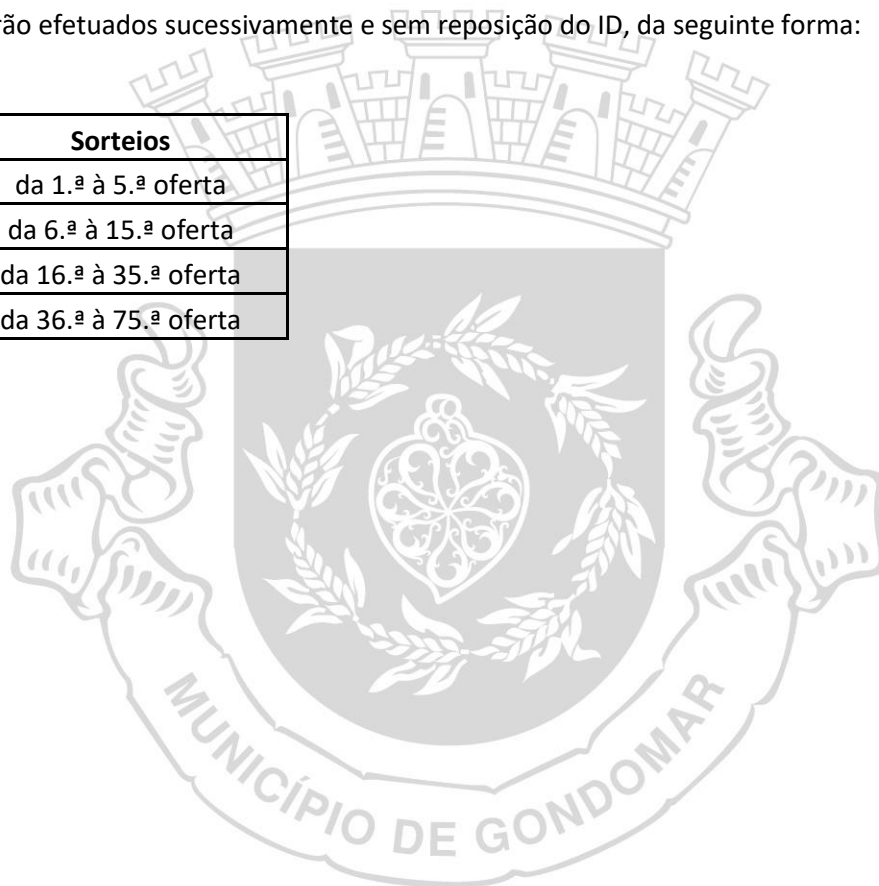 ão efetuados sucessivamente e sem reposição do ID, da seguinte forma:
Sorteios
da 1.ª à 5.ª oferta
da 6.ª à 15.ª oferta
da 16.ª à 35.ª oferta
da 36.ª à 75.ª oferta
MUNICÍPIO DE GONDOMAR